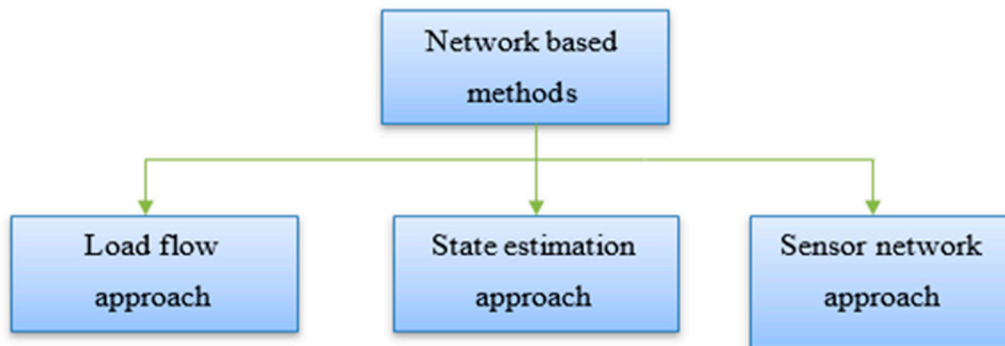 Network based
methods
Load flow
approach
State estimation
approach
Sensor network
approach